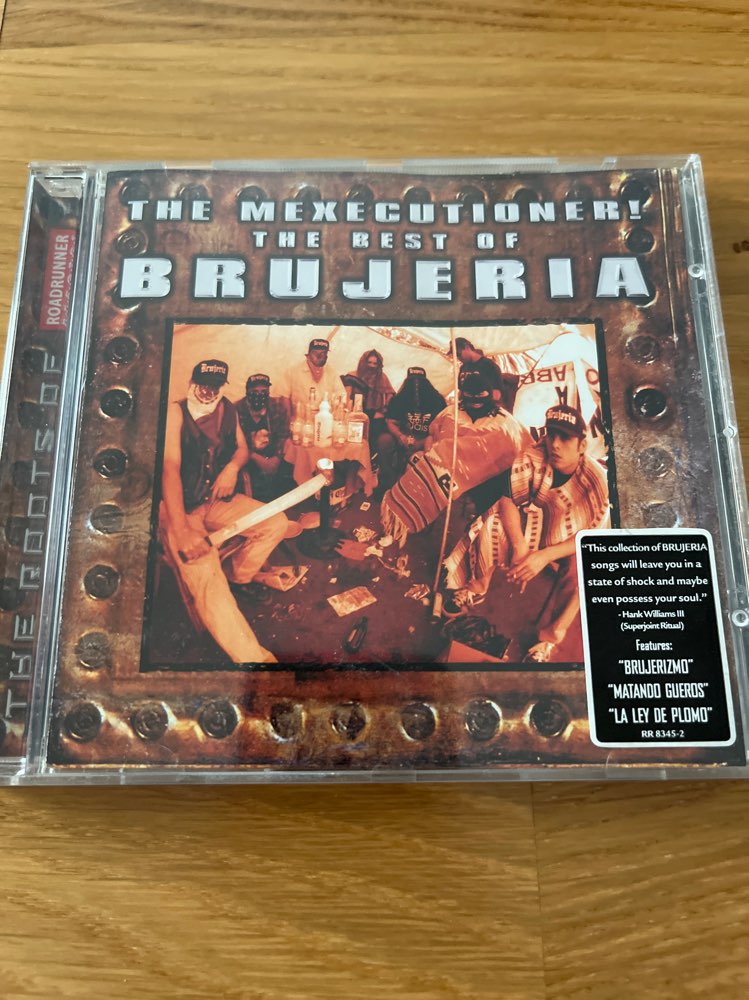 THE MEXECUTIONER!
THE BEST OF
BRUJERIA
ROADRUNNER
THE ROOTS OF
Brujeria
Brujeria
"This collection of BRUJERIA
songs will leave you in a
state of shock and maybe
even possess your soul."
- Hank Williams III
(Superjoint Ritual)
Features:
"BRUJERIZMO"
"MATANDO GUEROS"
"LA LEY DE PLOMO"
RR 8345-2